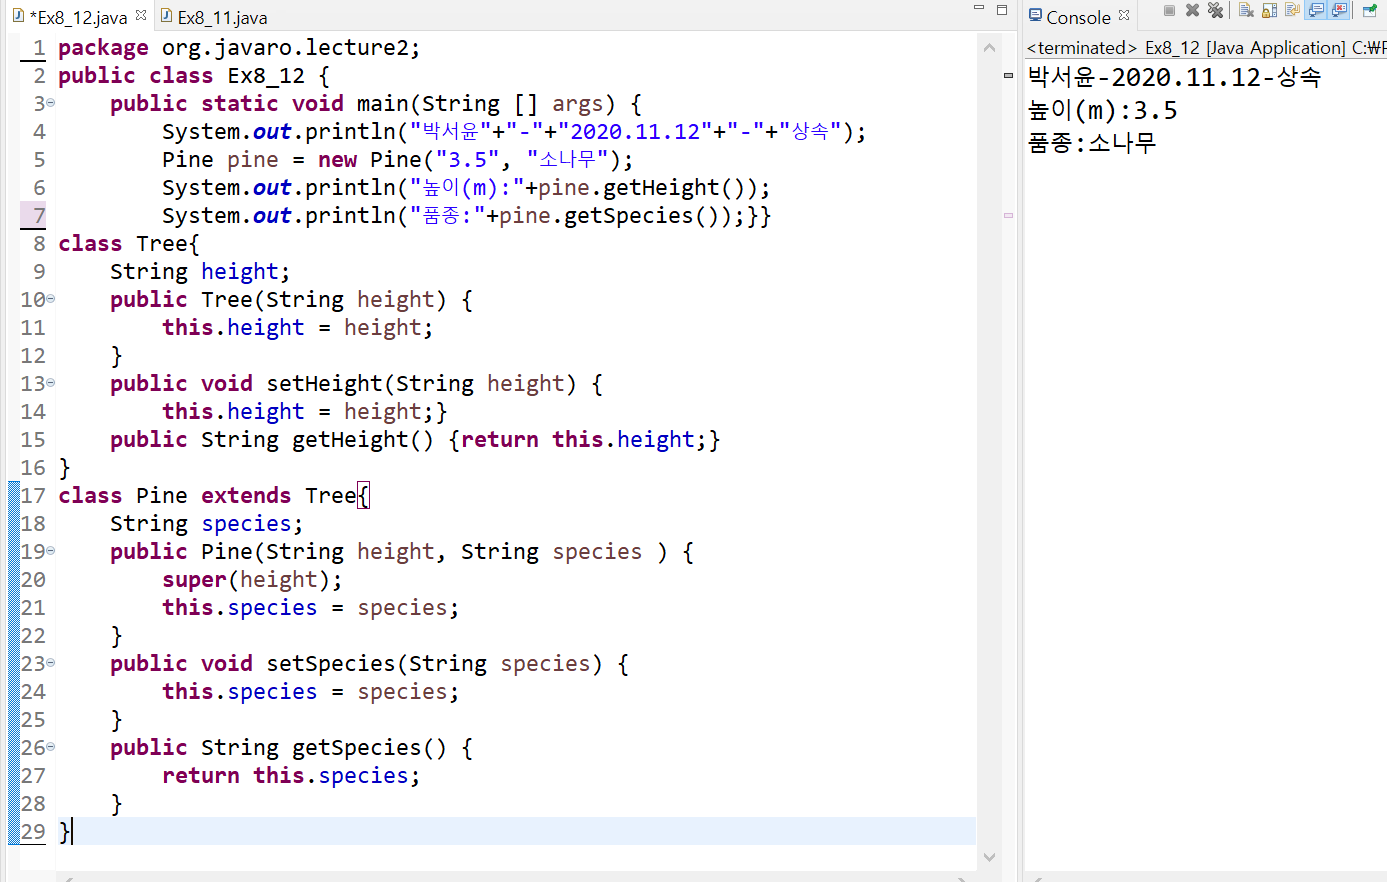 *Ex8_12.java
Ex8_11.java
1 package org.javaro.lecture2;
2 public class Ex8_12 {
3 public static void main(String [] args) {
4 System.out.println("박서윤"+"-"+"2020.11.12"+"-"+"상속");
5 Pine pine = new Pine("3.5", "소나무");
6 System.out.println("높이(m):"+pine.getHeight());
7 System.out.println("품종:"+pine.getSpecies());}}
8 class Tree{
9 String height;
10 public Tree(String height) {
11 this.height = height;
12 }
13 public void setHeight(String height) {
14 this.height = height;}
15 public String getHeight() {return this.height;}
16 }
17 class Pine extends Tree{
18 String species;
19 public Pine(String height, String species ) {
20 super(height);
21 this.species = species;
22 }
23 public void setSpecies(String species) {
24 this.species = species;
25 }
26 public String getSpecies() {
27 return this.species;
28 }
29 }
Console
<terminated> Ex8_12 [Java Application] C:₩P
박서윤-2020.11.12-상속
높이(m):3.5
품종:소나무